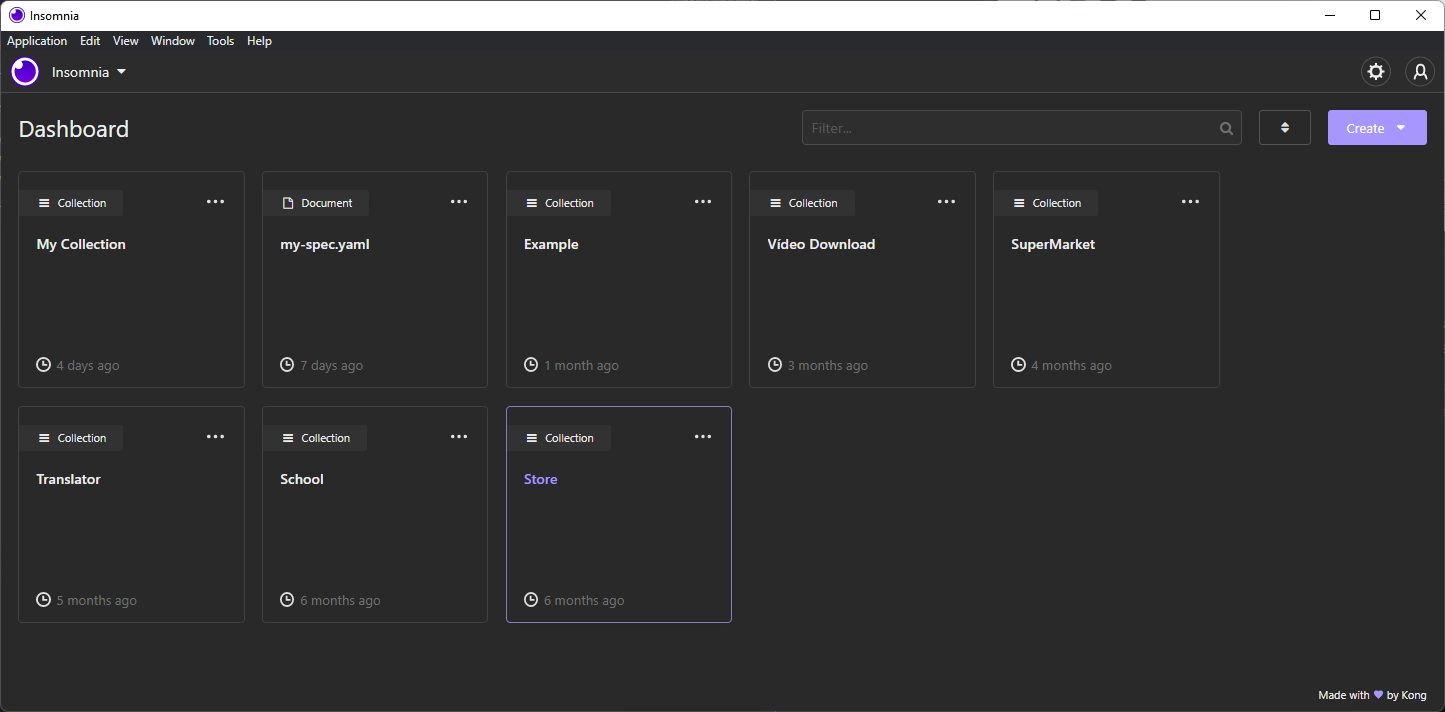 Insomnia
Application Edit View Window Tools Help
Insomnia
Dashboard
Filter...
Create
Collection
My Collection
4 days ago
Document
my-spec.yaml
7 days ago
Collection
Example
1 month ago
Collection
Vídeo Download
3 months ago
Collection
SuperMarket
4 months ago
Collection
Translator
5 months ago
Collection
School
6 months ago
Collection
Store
6 months ago
Made with 💜 by Kong